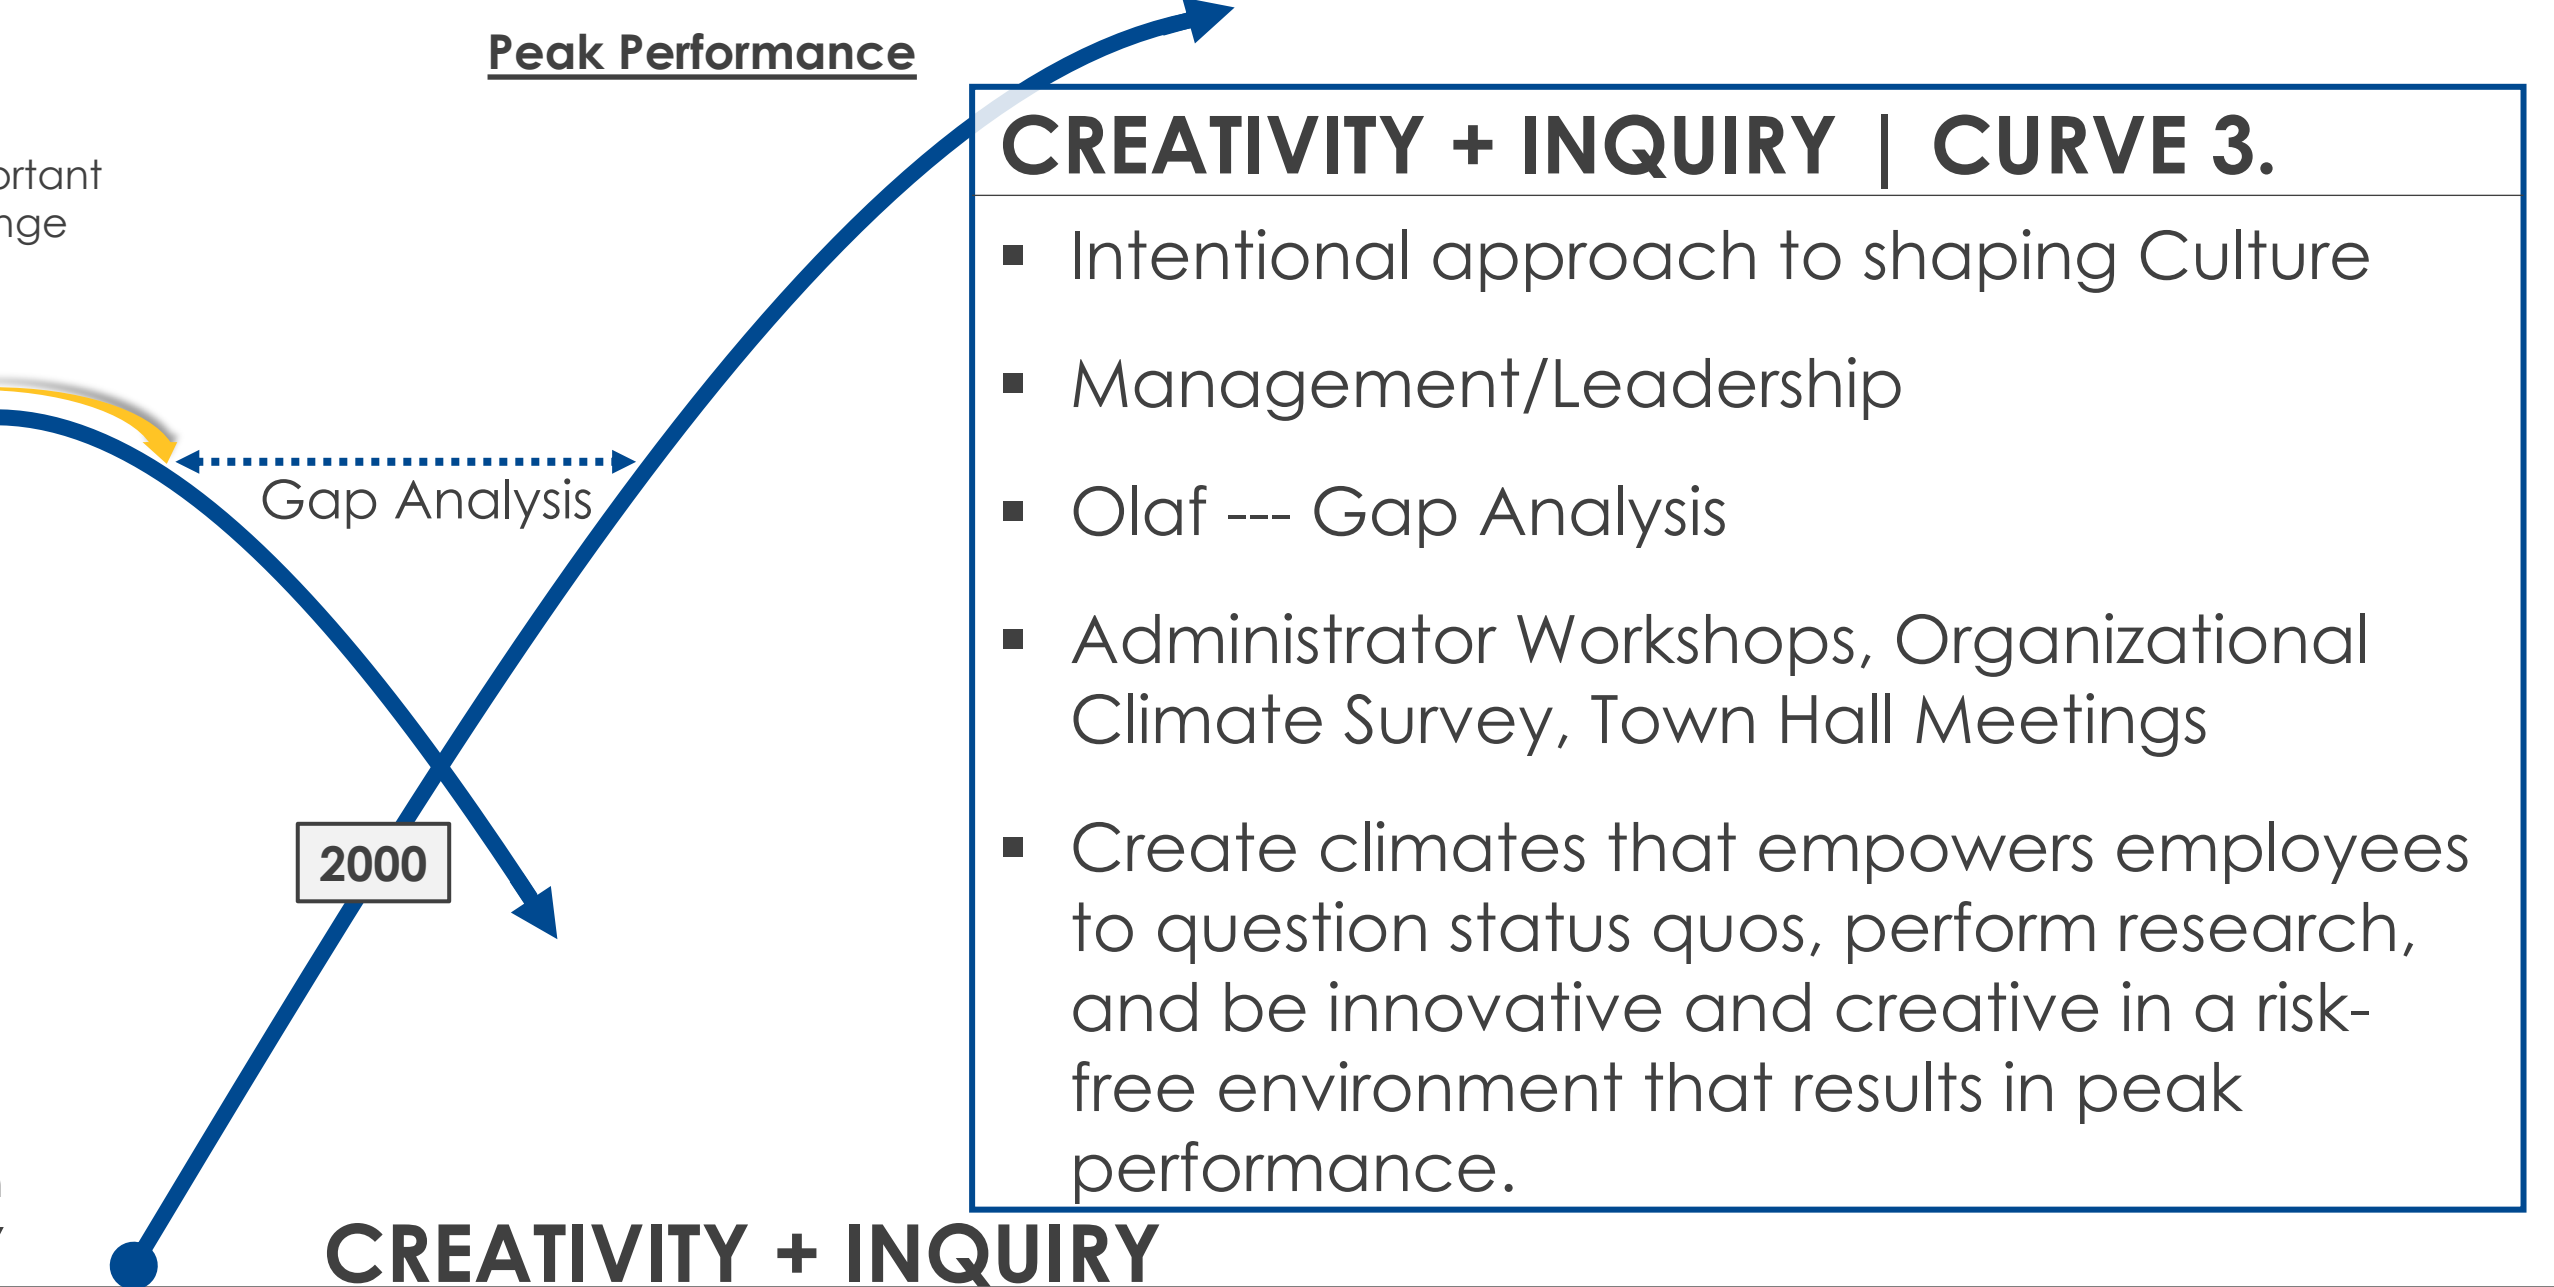 Peak Performance
CREATIVITY + INQUIRY | CURVE 3.
▪ Intentional approach to shaping Culture
▪ Management/Leadership
▪ Olaf --- Gap Analysis
▪ Administrator Workshops, Organizational
Climate Survey, Town Hall Meetings
▪ Create climates that empowers employees
to question status quos, perform research,
and be innovative and creative in a risk-
free environment that results in peak
performance.
Gap Analysis
2000
CREATIVITY + INQUIRY